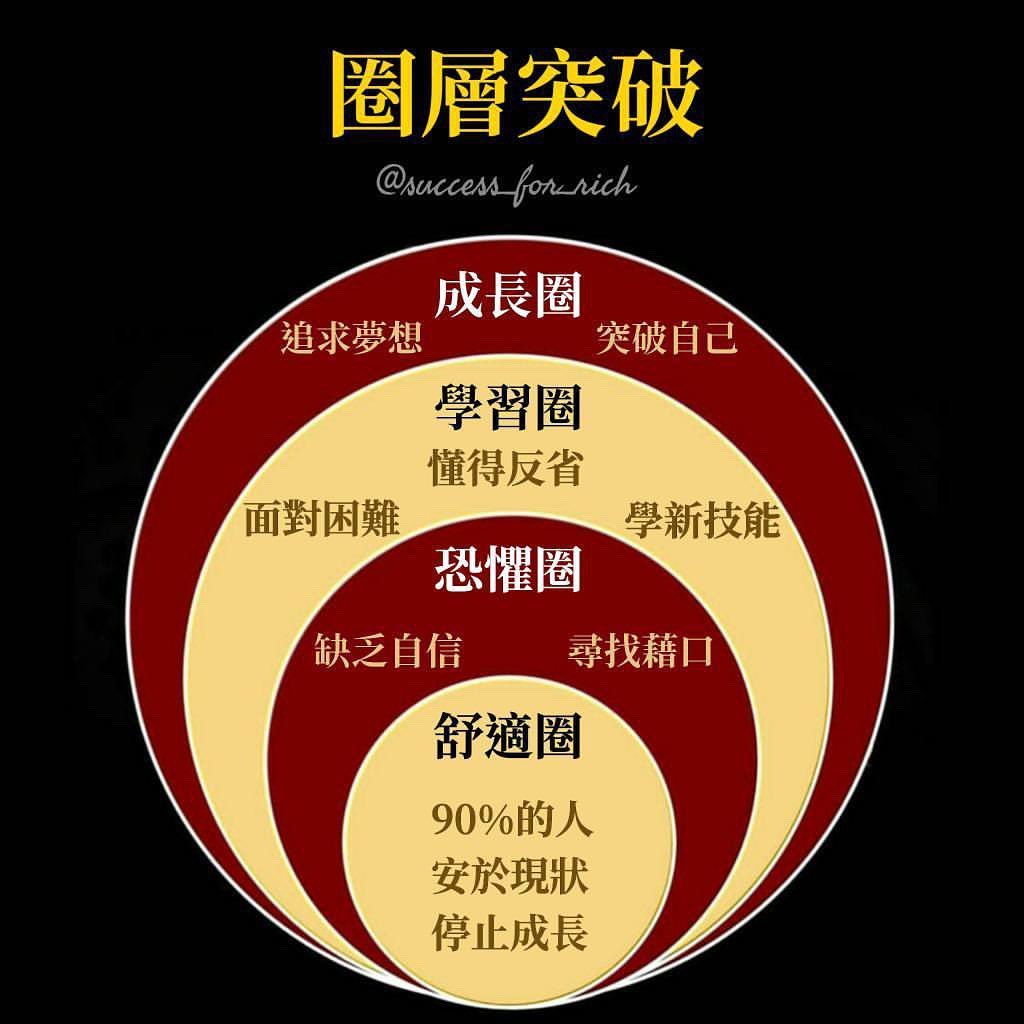 圈層突破
@success_for_rich
成長圈
追求夢想 突破自己
學習圈
懂得反省
面對困難 學新技能
恐懼圈
缺乏自信 尋找藉口
舒適圈
90%的人
安於現狀
停止成長